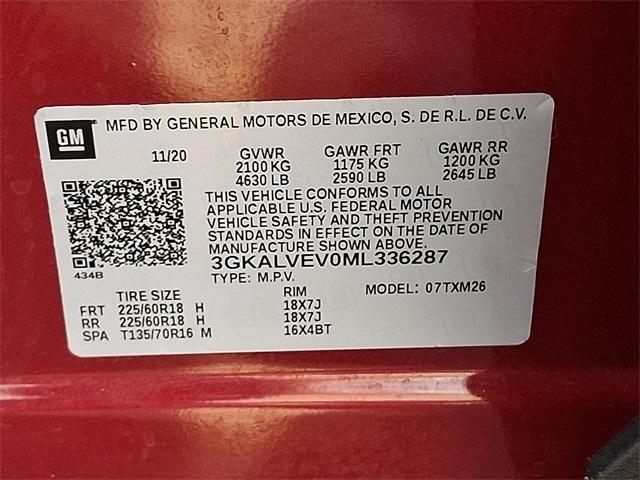 GM MFD BY GENERAL MOTORS DE MEXICO, S. DE R.L. DE C.V.
11/20 GVWR GAWR FRT GAWR RR
2100 KG 1175 KG 1200 KG
4630 LB 2590 LB 2645 LB
THIS VEHICLE CONFORMS TO ALL
APPLICABLE U.S. FEDERAL MOTOR
VEHICLE SAFETY AND THEFT PREVENTION
STANDARDS IN EFFECT ON THE DATE OF
MANUFACTURE SHOWN ABOVE.
434B 3GKALVEV0ML336287
TYPE: M.P.V.
TIRE SIZE RIM MODEL: 07TXM26
FRT 225/60R18 H 18X7J
RR 225/60R18 H 18X7J
SPA T135/70R16 M 16X4BT